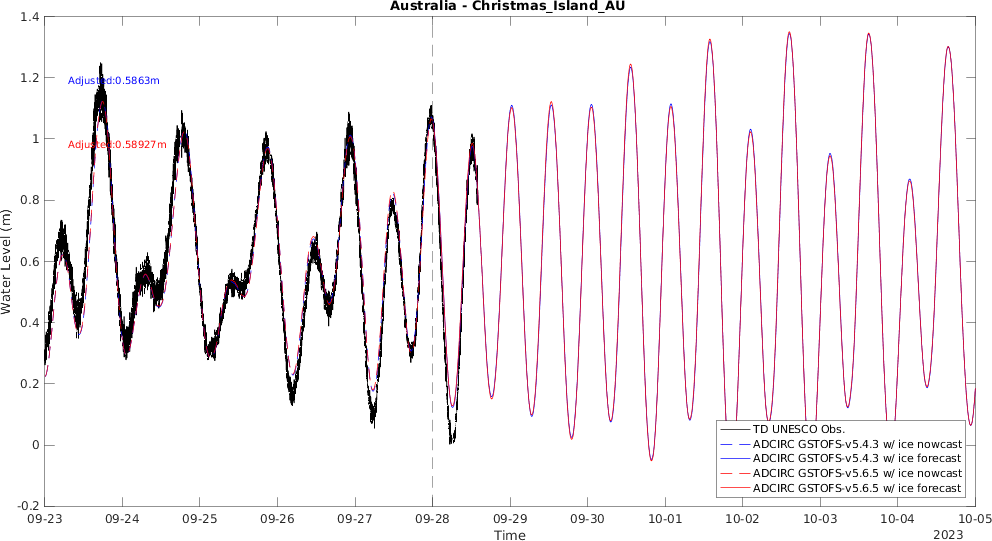 Australia - Christmas_Island_AU
1.4
1.2
1
0.8
0.6
0.4
0.2
0
-0.2
Water Level (m)
Adjusted:0.5863m
Adjusted:0.58927m
TD UNESCO Obs.
ADCIRC GSTOFS-v5.4.3 w/ ice nowcast
ADCIRC GSTOFS-v5.4.3 w/ ice forecast
ADCIRC GSTOFS-v5.6.5 w/ ice nowcast
ADCIRC GSTOFS-v5.6.5 w/ ice forecast
09-23 09-24 09-25 09-26 09-27 09-28 09-29 09-30 10-01 10-02 10-03 10-04 10-05
Time
2023